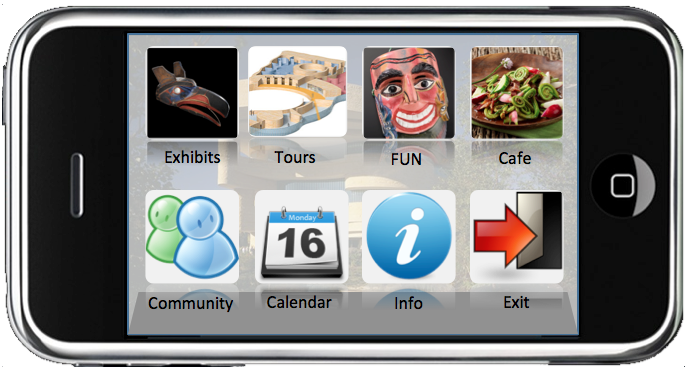 Exhibits
Tours
FUN
Cafe
Monday
16
i
Community
Calendar
Info
Exit